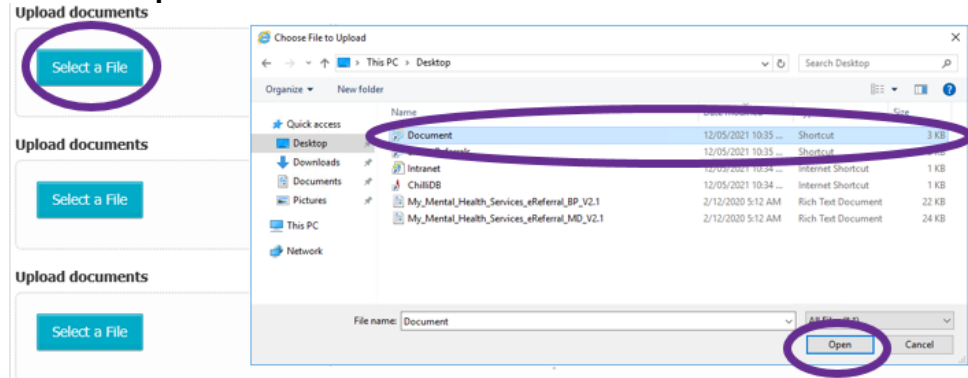 Upload documents
Select a File
Upload documents
Select a File
Upload documents
Select a File
Choose File to Upload
This PC > Desktop
Search Desktop
Organize New folder
Name
Size
Quick access
Desktop
Downloads
Documents
Pictures
This PC
Network
Document 12/05/2021 10:35 ... Shortcut 3 KB
12/05/2021 10:35 ... Shortcut KB
Intranet 12/05/2021 10:34 ... Internet Shortcut 1 KB
ChilliDB 12/05/2021 10:34 ... Internet Shortcut 1 KB
My_Mental_Health_Services_eReferral_BP_V2.1 2/12/2020 5:12 AM Rich Text Document 22 KB
My_Mental_Health_Services_eReferral_MD_V2.1 2/12/2020 5:12 AM Rich Text Document 24 KB
File name: Document
Open Cancel